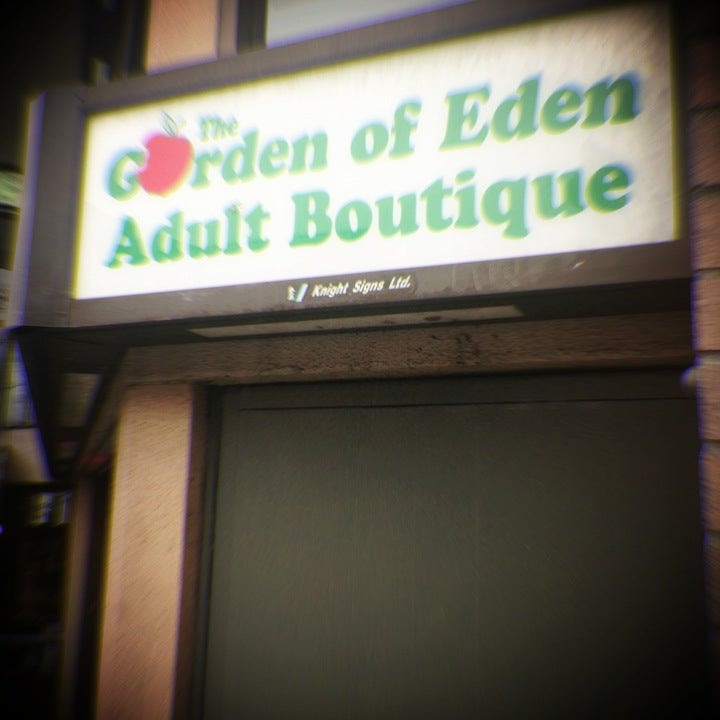 The
Garden of Eden
Adult Boutique
Knight Signs Ltd.